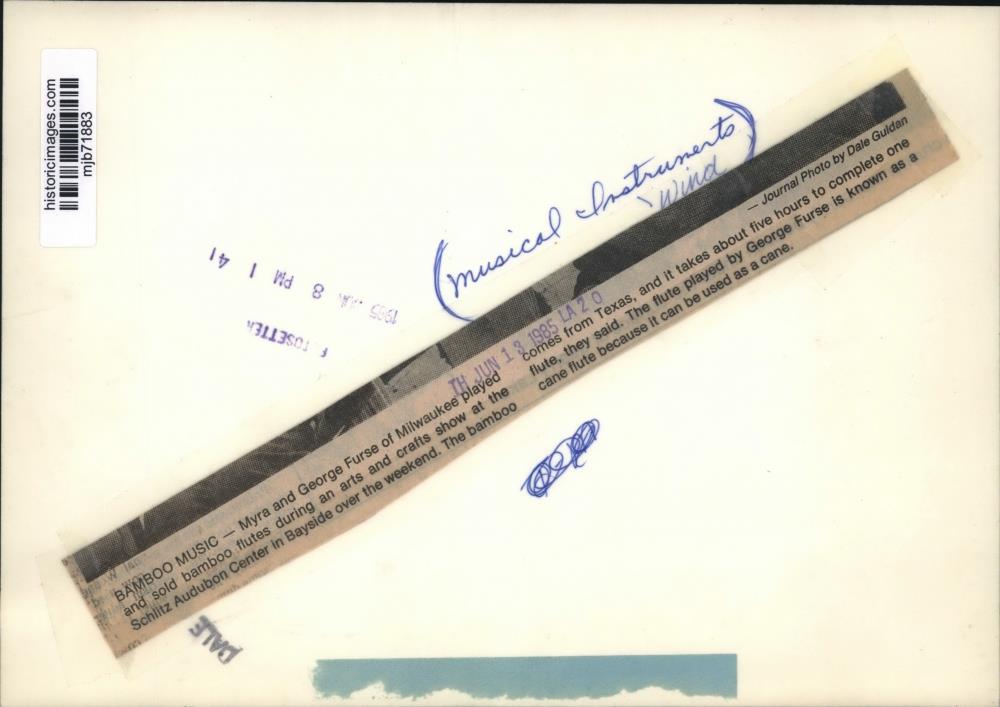 historicimages.com
mjb71883
(Musical Instruments)
Wind
1985 JUL 8 PM 1 41
TH JUN 13 1985 LA 20
— Journal Photo by Dale Guldan
BAMBOO MUSIC — Myra and George Furse of Milwaukee played
and sold bamboo flutes during an arts and crafts show at the
Schlitz Audubon Center in Bayside over the weekend. The bamboo
comes from Texas, and it takes about five hours to complete one
flute, they said. The flute played by George Furse is known as a
cane flute because it can be used as a cane.
DALE